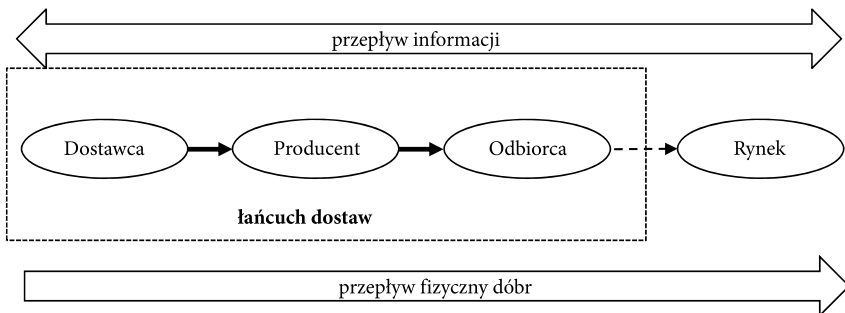 przepływ informacji
Dostawca
Producent
Odbiorca
Rynek
łańcuch dostaw
przepływ fizyczny dóbr